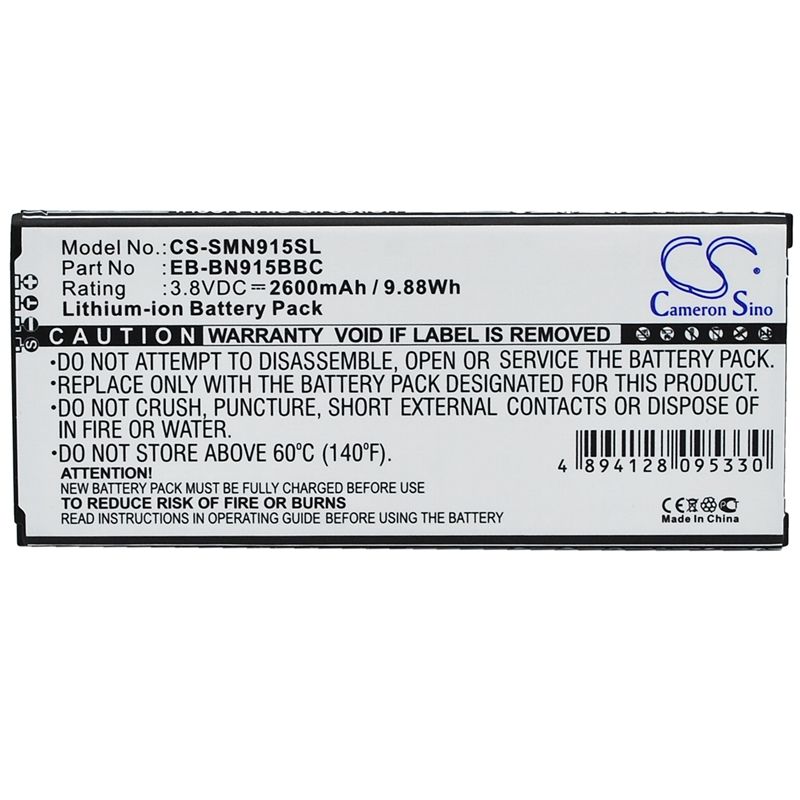 Model No.: CS-SMN915SL
Part No: EB-BN915BBC
Rating : 3.8VDC 2600mAh / 9.88Wh
Lithium-ion Battery Pack
CS
Cameron Sino
CAUTION WARRANTY VOID IF LABEL IS REMOVED
•DO NOT ATTEMPT TO DISASSEMBLE, OPEN OR SERVICE THE BATTERY PACK.
•REPLACE ONLY WITH THE BATTERY PACK DESIGNATED FOR THIS PRODUCT.
•DO NOT CRUSH, PUNCTURE, SHORT EXTERNAL CONTACTS OR DISPOSE OF
IN FIRE OR WATER.
•DO NOT STORE ABOVE 60°C (140°F).
ATTENTION!
NEW BATTERY PACK MUST BE FULLY CHARGED BEFORE USE
TO REDUCE RISK OF FIRE OR BURNS
READ INSTRUCTIONS IN OPERATING GUIDE BEFORE USING THE BATTERY PACK
4 894128 095330
CE
Made In China